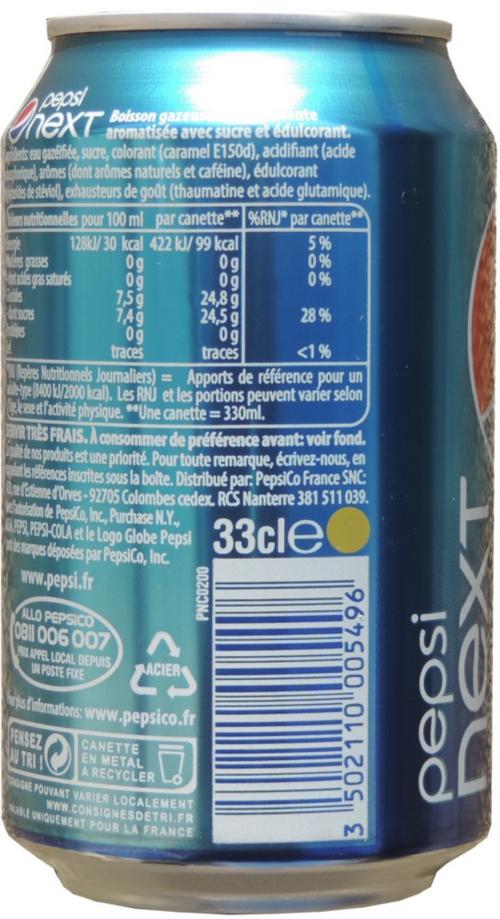 pepsi
next
Boisson
aromatisée avec sucre et édulcorant.
eau gazéifiée, sucre, colorant (caramel E150d), acidifiant (acide
arômes (dont arômes naturels et caféine), édulcorant
de stéviol), exhausteurs de goût (thaumatine et acide glutamique).
nutritionnelles pour 100 ml par canette** %RNJ* par canette**
128kJ/ 30 kcal 422 kJ/ 99 kcal 5 %
grasses 0 g 0 g 0 %
acides gras saturés 0 g 0 g 0 %
7,5 g 24,8 g
sucres 7,4 g 24,5 g 28 %
0 g 0 g
traces traces <1 %
(Repères Nutritionnels Journaliers) = Apports de référence pour un
(8400 kJ/2000 kcal). Les RNJ et les portions peuvent varier selon
le sexe et l'activité physique. **Une canette = 330ml.
TRÈS FRAIS. À consommer de préférence avant: voir fond.
de nos produits est une priorité. Pour toute remarque, écrivez-nous, en
les références inscrites sous la boîte. Distribué par: PepsiCo France SNC:
rue d'Estienne d'Orves - 92705 Colombes cedex. RCS Nanterre 381 511 039.
de PepsiCo, Inc., Purchase N.Y.,
PEPSI, PEPSI-COLA et le Logo Globe Pepsi
des marques déposées par PepsiCo, Inc.
33cl e
www.pepsi.fr
PNC0200
ALLO PEPSICO
0811 006 007
PRIX APPEL LOCAL DEPUIS
UN POSTE FIXE
ACIER
plus d'informations: www.pepsico.fr
PENSEZ
AU TRI !
CANETTE
EN METAL
À RECYCLER
CONSIGNE POUVANT VARIER LOCALEMENT
WWW.CONSIGNESDETRI.FR
UNIQUEMENT POUR LA FRANCE
3 502110 005496
pepsi
next